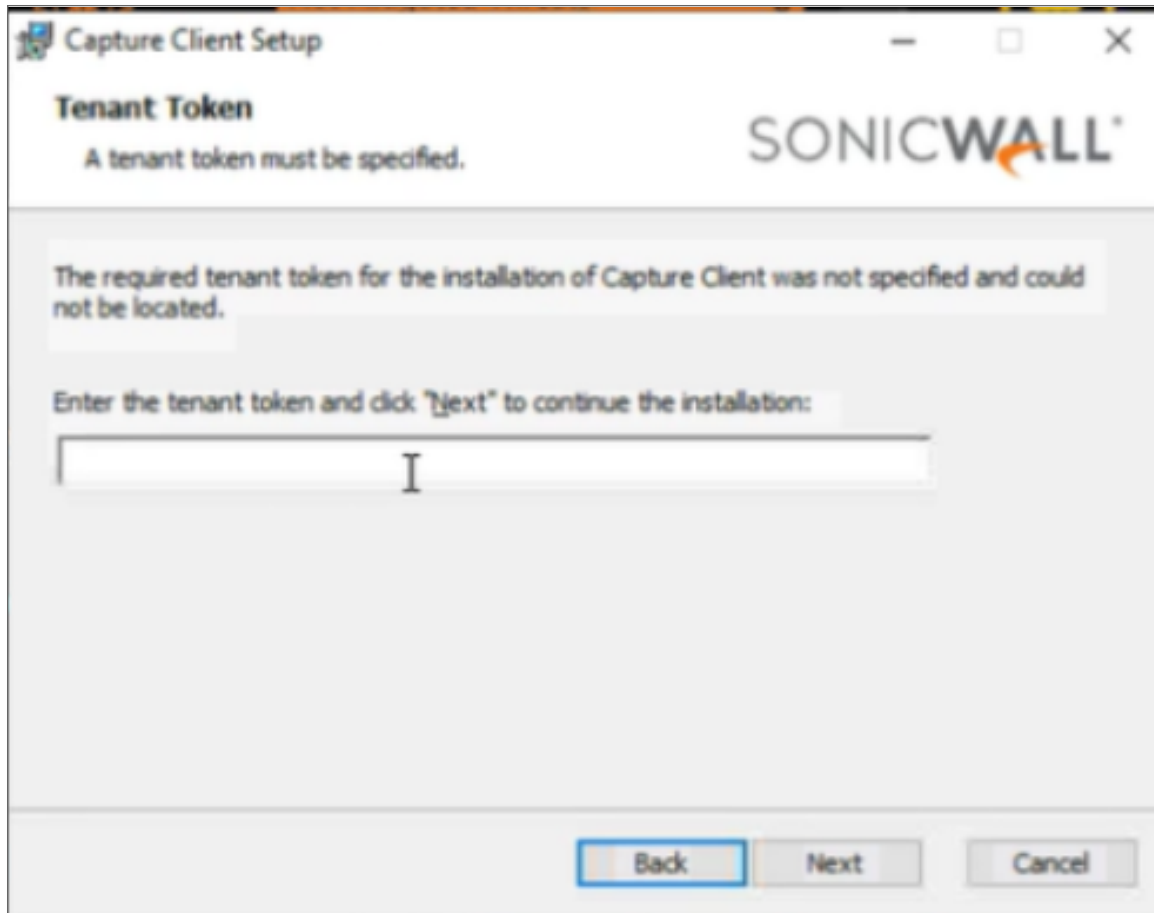 Capture Client Setup
Tenant Token
A tenant token must be specified.
SONICWALL
The required tenant token for the installation of Capture Client was not specified and could
not be located.
Enter the tenant token and click "Next" to continue the installation:
Back
Next
Cancel